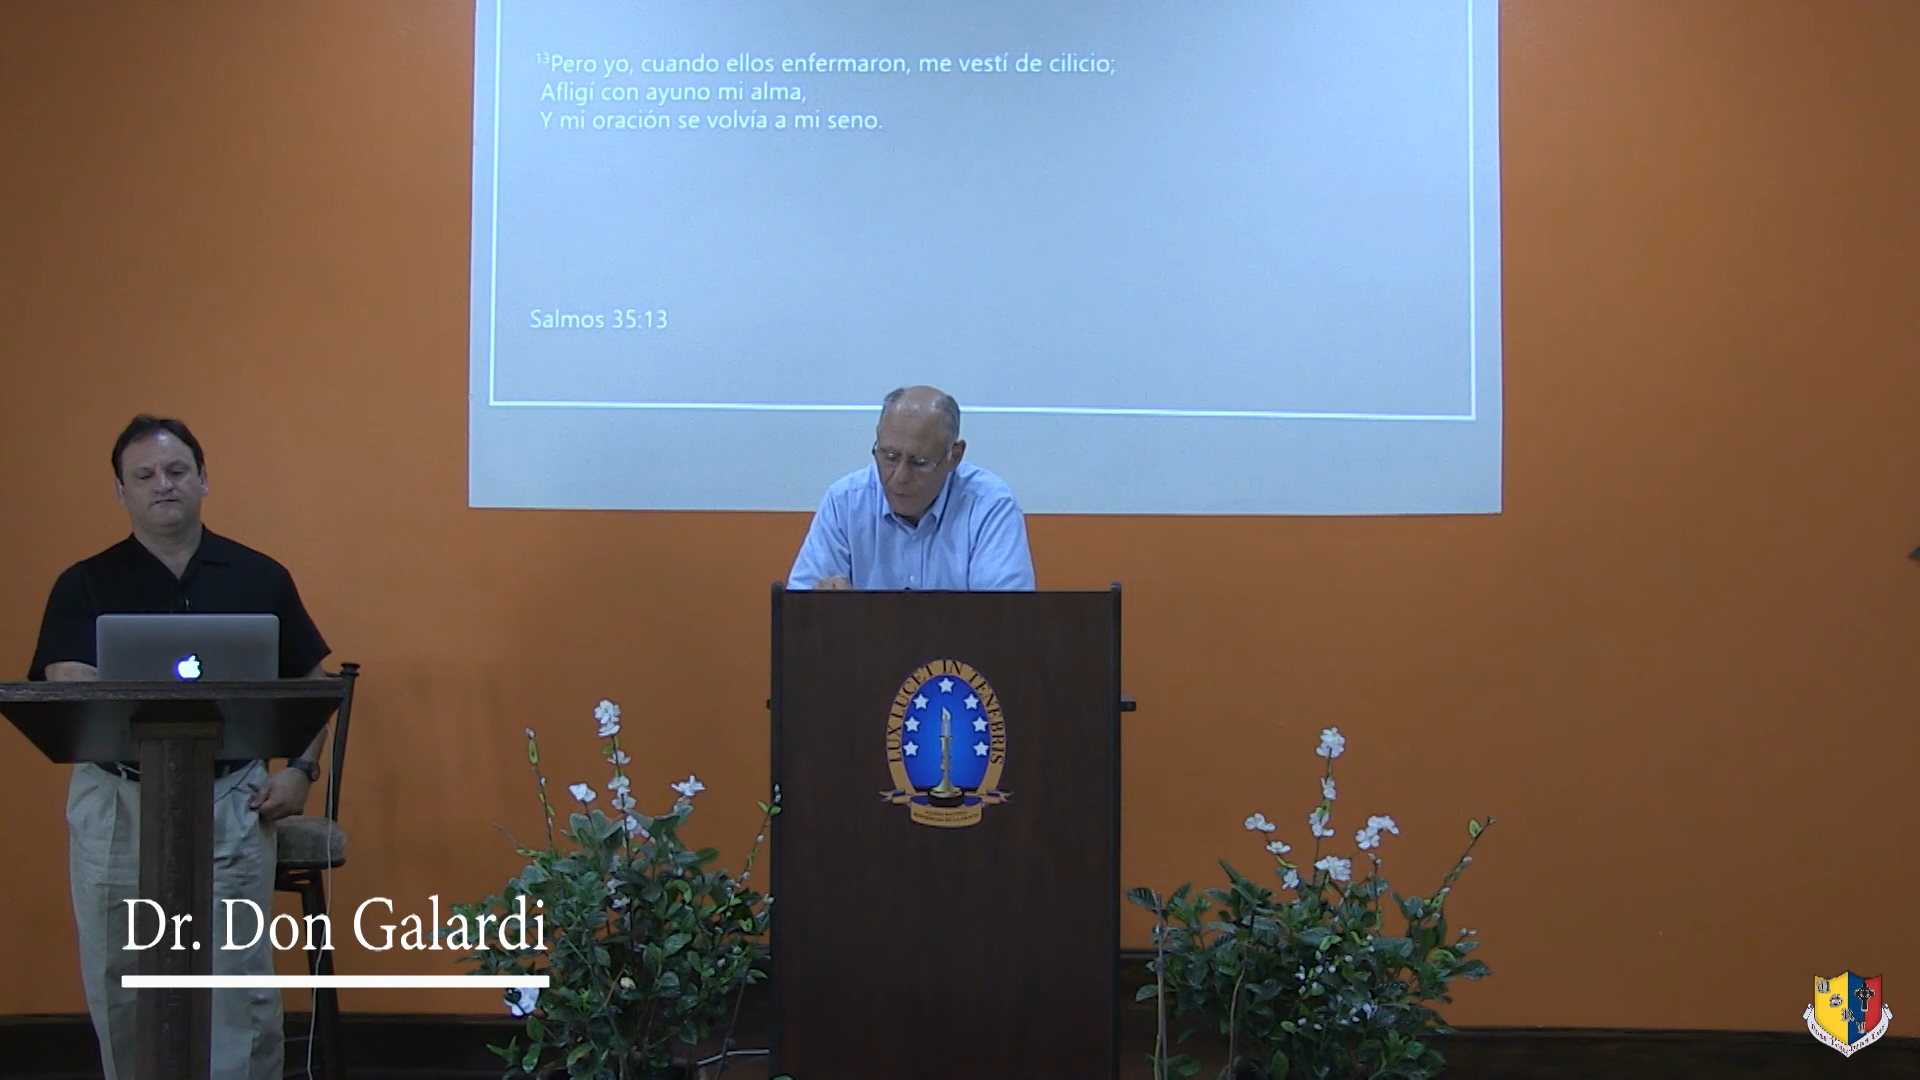 ¹³Pero yo, cuando ellos enfermaron, me vestí de cilicio;
Afligí con ayuno mi alma,
Y mi oración se volvía a mi seno.
Salmos 35:13
LUX LUCET IN TENEBRIS
Dr. Don Galardi